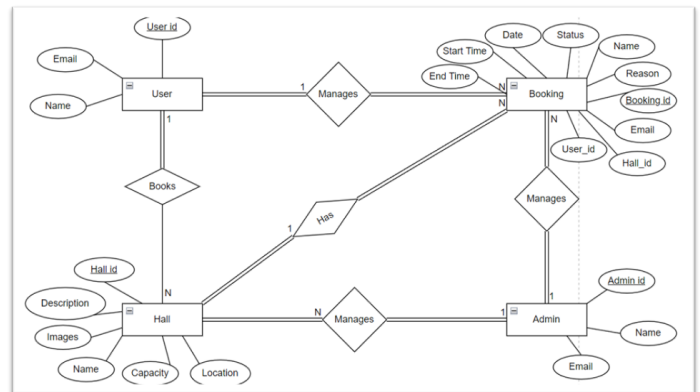 User id
Date
Status
Email
Start Time
Name
End Time
Reason
User
1
Manages
N
Booking
Name
N
Booking id
1
N
Email
User_id
Hall_id
Books
Manages
Has
1
Hall id
N
Admin id
Description
1
Hall
N
Manages
1
Admin
Images
Name
Name
Capacity
Location
Email